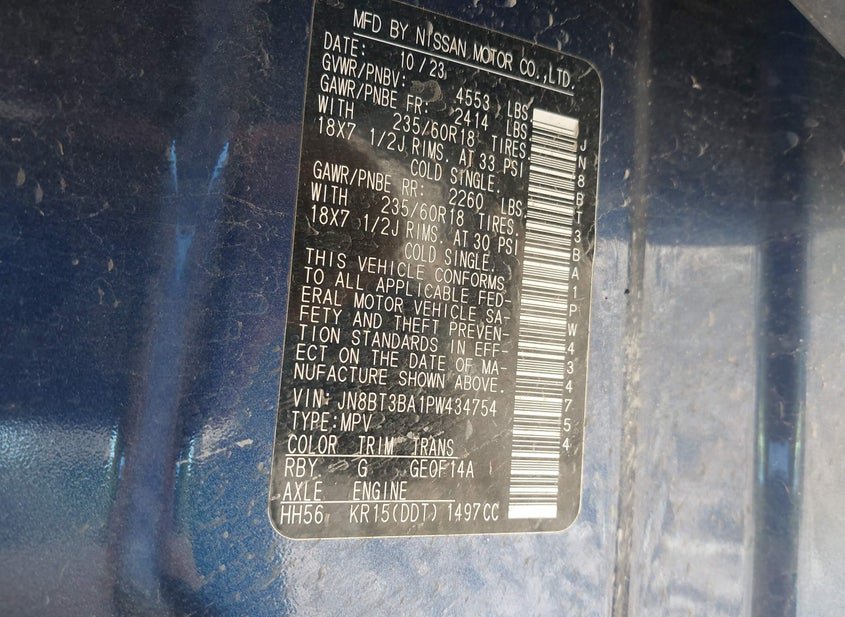 MFD BY NISSAN MOTOR CO.,LTD.
DATE: 10/23
GVWR/PNBV: 4553 LBS
GAWR/PNBE FR: 2414 LBS
WITH 235/60R18 TIRES,
18X7 1/2J RIMS. AT 33 PSI
COLD SINGLE.
GAWR/PNBE RR: 2260 LBS
WITH 235/60R18 TIRES,
18X7 1/2J RIMS. AT 30 PSI
COLD SINGLE.
THIS VEHICLE CONFORMS
TO ALL APPLICABLE FED-
ERAL MOTOR VEHICLE SA-
FETY AND THEFT PREVEN-
TION STANDARDS IN EFF-
ECT ON THE DATE OF MA-
NUFACTURE SHOWN ABOVE.
VIN: JN8BT3BA1PW434754
TYPE:MPV
COLOR TRIM TRANS
RBY G GE0F14A
AXLE ENGINE
HH56 KR15(DDT) 1497CC
JN8BT3BA1PW434754